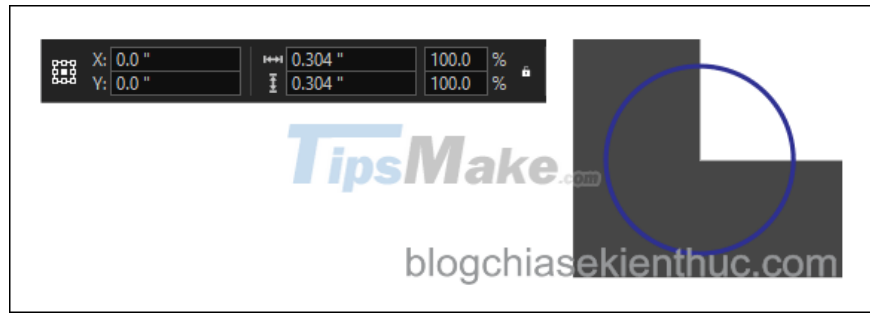 X: 0.0 " 0.304 " 100.0 %
Y: 0.0 " 0.304 " 100.0 %
TipsMake.com
blogchiasekienthuc.com